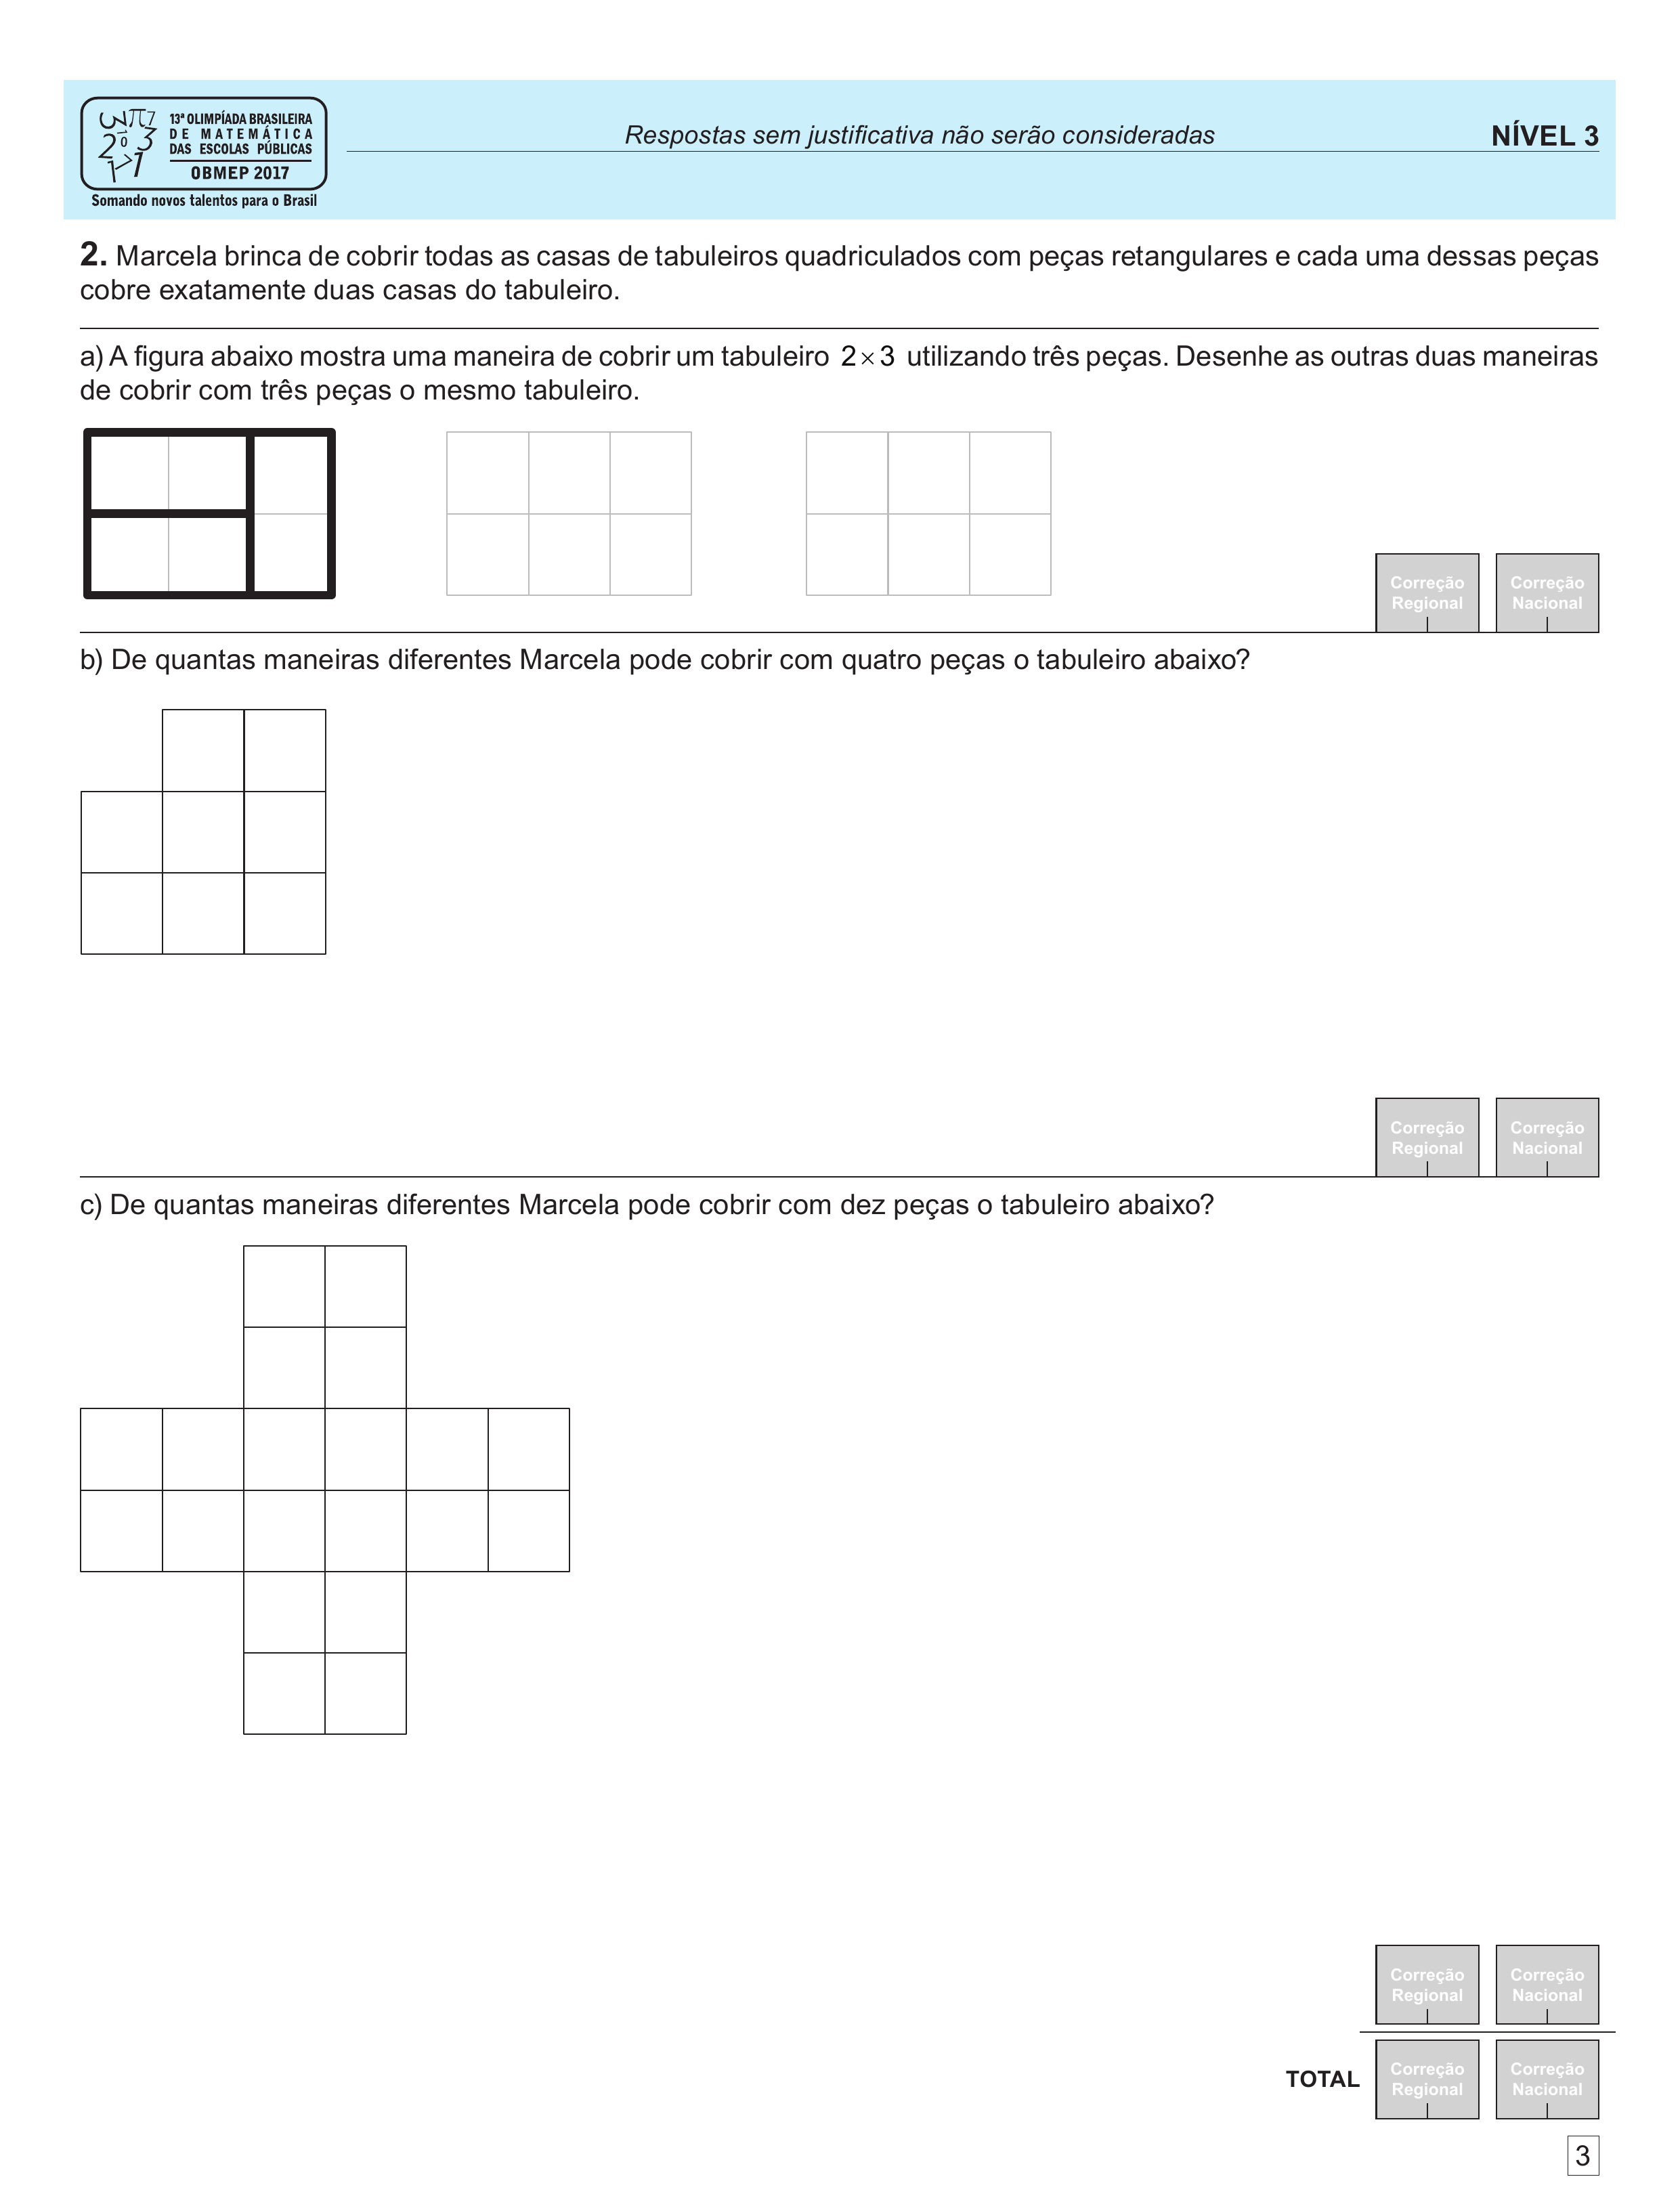 13ª OLIMPÍADA BRASILEIRA
DE MATEMÁTICA
DAS ESCOLAS PÚBLICAS
OBMEP 2017
Somando novos talentos para o Brasil
Respostas sem justificativa não serão consideradas
NÍVEL 3
2. Marcela brinca de cobrir todas as casas de tabuleiros quadriculados com peças retangulares e cada uma dessas peças
cobre exatamente duas casas do tabuleiro.
a) A figura abaixo mostra uma maneira de cobrir um tabuleiro 2×3 utilizando três peças. Desenhe as outras duas maneiras
de cobrir com três peças o mesmo tabuleiro.
Correção Regional
Correção Nacional
b) De quantas maneiras diferentes Marcela pode cobrir com quatro peças o tabuleiro abaixo?
Correção Regional
Correção Nacional
c) De quantas maneiras diferentes Marcela pode cobrir com dez peças o tabuleiro abaixo?
Correção Regional
Correção Nacional
TOTAL
Correção Regional
Correção Nacional
3